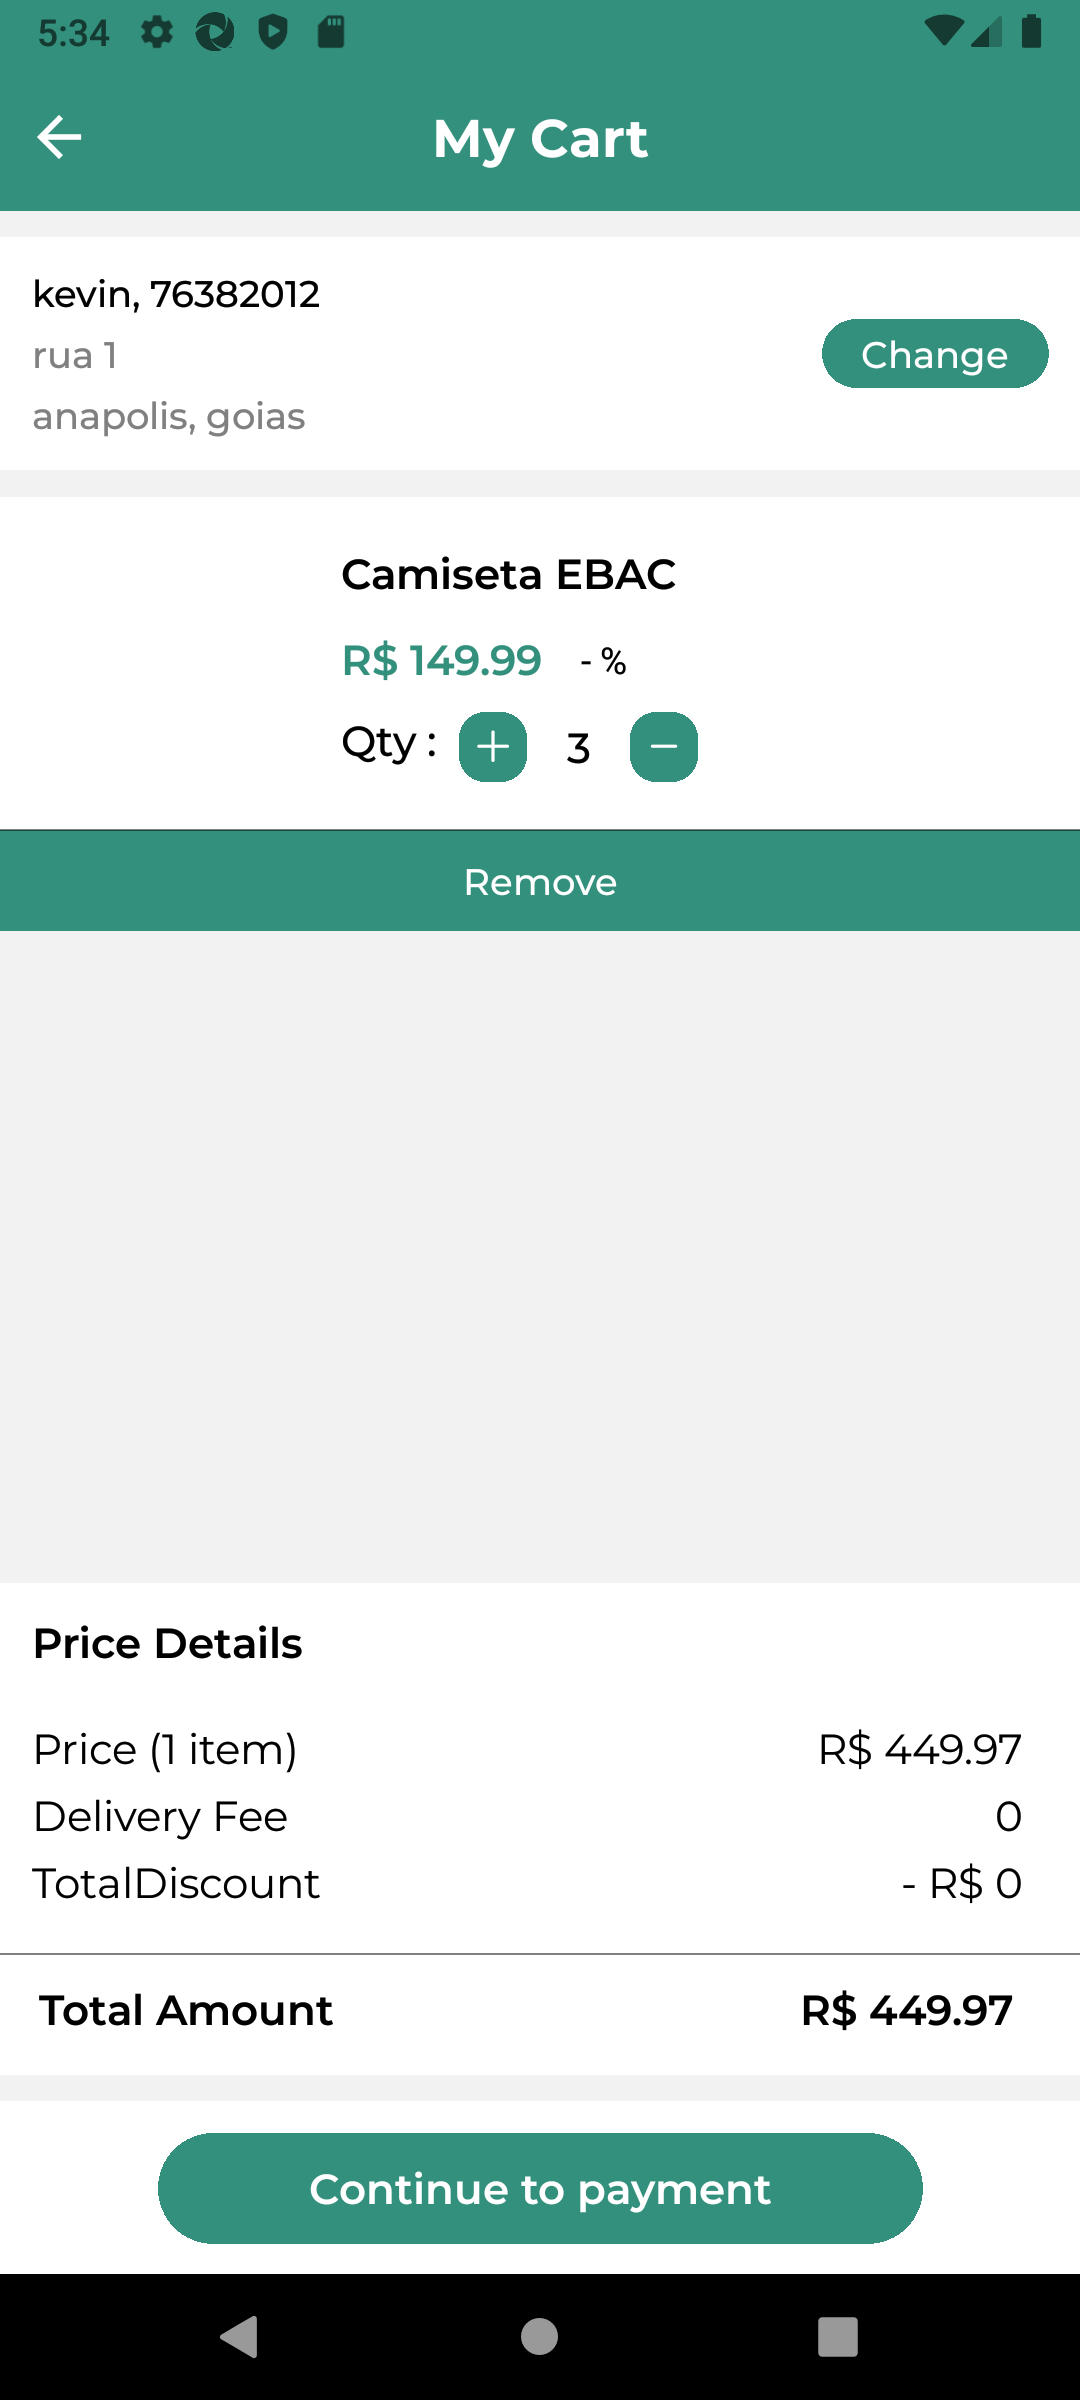 5:34
My Cart
kevin, 76382012
rua 1
anapolis, goias
Change
Camiseta EBAC
R$ 149.99 - %
Qty : 3
Remove
Price Details
Price (1 item) R$ 449.97
Delivery Fee 0
TotalDiscount - R$ 0
Total Amount R$ 449.97
Continue to payment